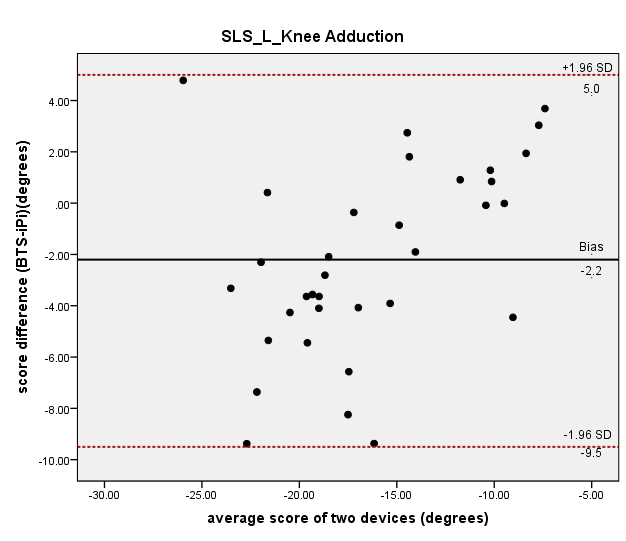 SLS_L_Knee Adduction
+1.96 SD
5.0
4.00
2.00
.00
Bias
-2.00
-2.2
-4.00
-6.00
-8.00
-1.96 SD
-9.5
-10.00
score difference (BTS-iPi)(degrees)
-30.00 -25.00 -20.00 -15.00 -10.00 -5.00
average score of two devices (degrees)